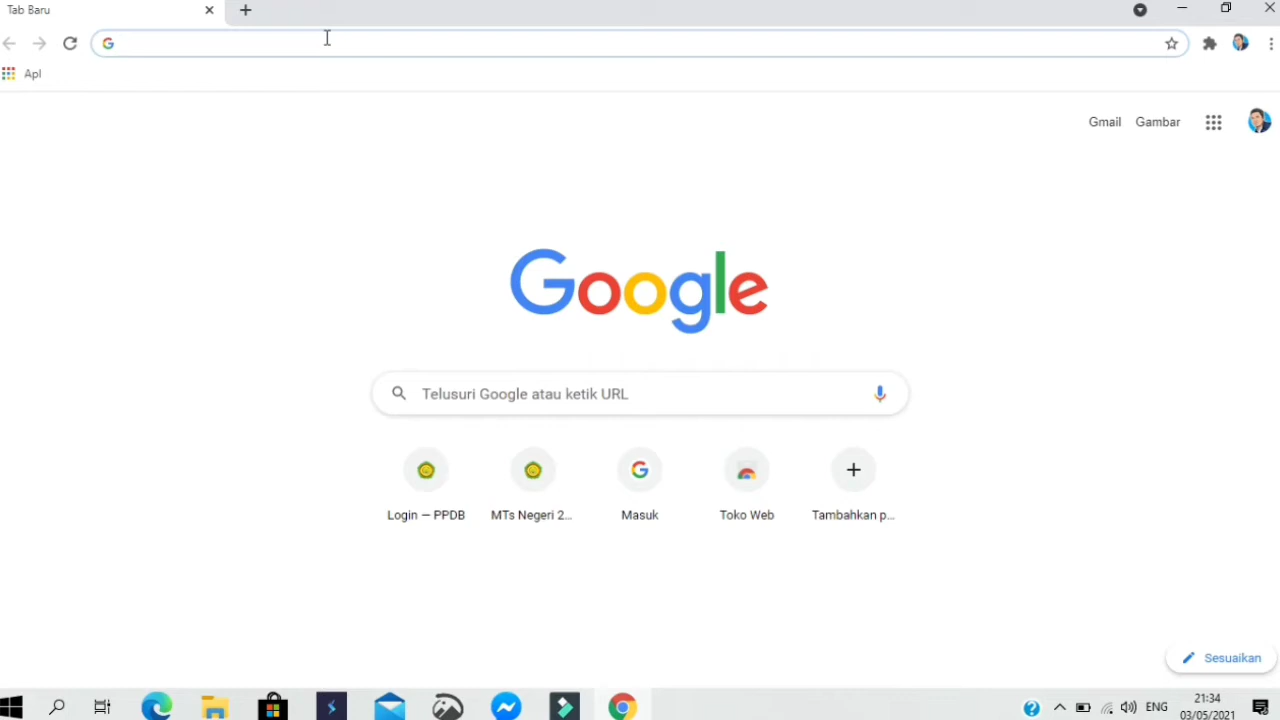 Tab Baru
Apl
Gmail Gambar
Google
Telusuri Google atau ketik URL
Login — PPDB MTs Negeri 2... Masuk Toko Web Tambahkan p...
Sesuaikan
ENG 21:34
03/05/2021